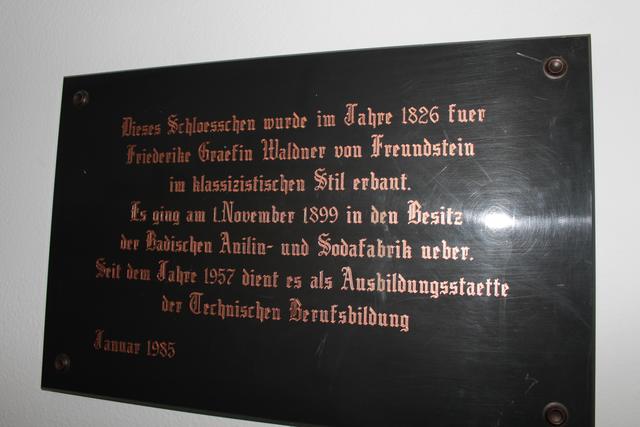 Dieses Schloesschen wurde im Jahre 1826 fuer
Friederike Graefin Waldner von Freundstein
im klassizistischen Stil erbaut.
Es ging am 1.November 1899 in den Besitz
der Badischen Anilin- und Sodafabrik ueber.
Seit dem Jahre 1957 dient es als Ausbildungsstaette
der Technischen Berufsbildung
Januar 1985